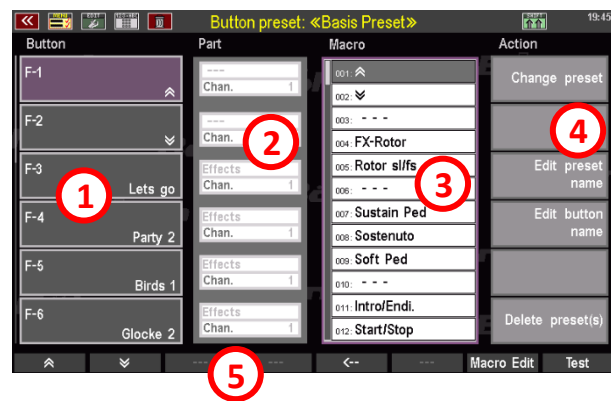 MENU EDIT SHIFT
Button preset: «Basis Preset» 19:45
Button Part Macro Action
F-1
F-2
F-3
Lets go
F-4
Party 2
F-5
Birds 1
F-6
Glocke 2
---
Chan. 1
---
Chan.
Effects
Chan. 1
Effects
Chan. 1
Effects
Chan. 1
Effects
Chan. 1
001:
002:
003: - - -
004: FX-Rotor
005: Rotor sl/fs
006: - - -
007: Sustain Ped
008: Sostenuto
009: Soft Ped
010: - - -
011: Intro/Endi.
012: Start/Stop
Change preset
Edit preset
name
Edit button
name
Delete preset(s)
1
2
3
4
5
--- --- <-- --- Macro Edit Test